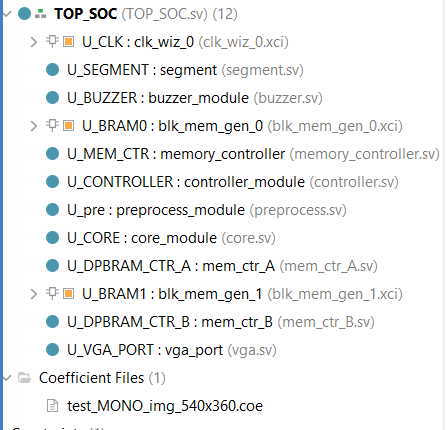 TOP_SOC (TOP_SOC.sv) (12)
U_CLK : clk_wiz_0 (clk_wiz_0.xci)
U_SEGMENT : segment (segment.sv)
U_BUZZER : buzzer_module (buzzer.sv)
U_BRAM0 : blk_mem_gen_0 (blk_mem_gen_0.xci)
U_MEM_CTR : memory_controller (memory_controller.sv)
U_CONTROLLER : controller_module (controller.sv)
U_pre : preprocess_module (preprocess.sv)
U_CORE : core_module (core.sv)
U_DPBRAM_CTR_A : mem_ctr_A (mem_ctr_A.sv)
U_BRAM1 : blk_mem_gen_1 (blk_mem_gen_1.xci)
U_DPBRAM_CTR_B : mem_ctr_B (mem_ctr_B.sv)
U_VGA_PORT : vga_port (vga.sv)
Coefficient Files (1)
test_MONO_img_540x360.coe